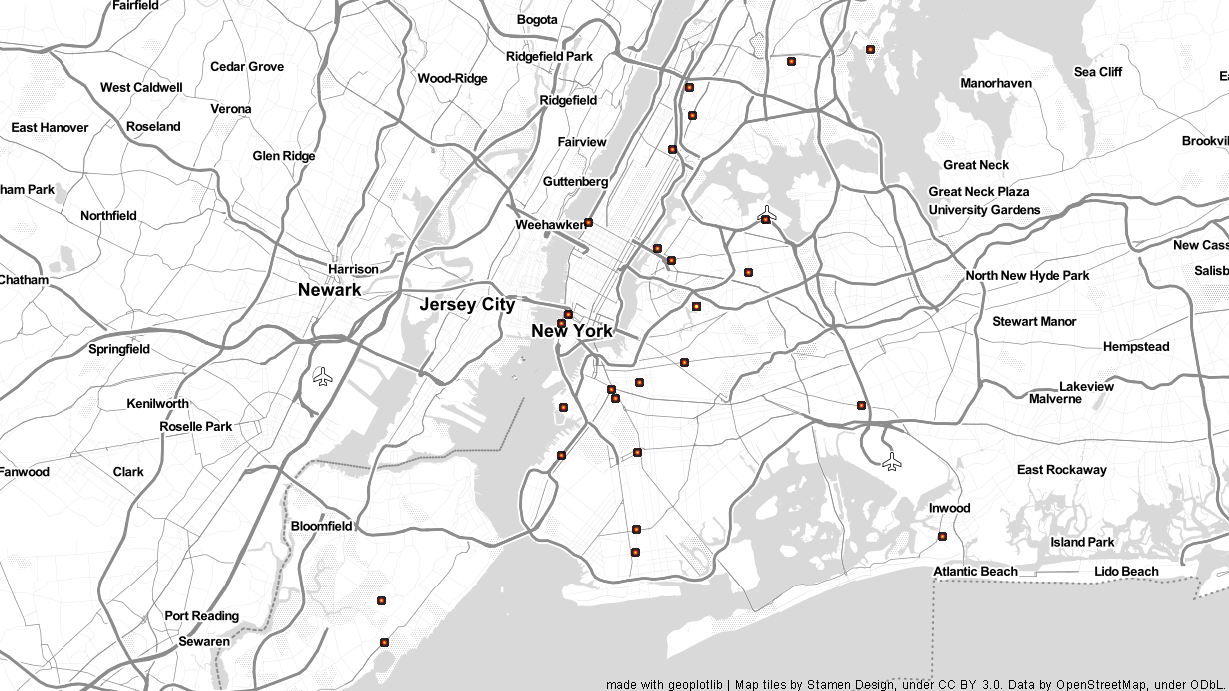 Fairfield
Bogota
Ridgefield Park
Cedar Grove
Wood-Ridge
Sea Cliff
Manorhaven
West Caldwell
Ridgefield
Verona
East Hanover
Roseland
Fairview
Brookvil
Glen Ridge
Great Neck
Guttenberg
ham Park
Great Neck Plaza
Northfield
University Gardens
Weehawken
New Cass
Harrison
Salisb
Chatham
North New Hyde Park
Newark
Jersey City
Stewart Manor
New York
Springfield
Hempstead
Lakeview
Malverne
Kenilworth
Roselle Park
Fanwood
Clark
East Rockaway
Inwood
Bloomfield
Island Park
Atlantic Beach
Lido Beach
Port Reading
Sewaren
made with geoplotlib | Map tiles by Stamen Design, under CC BY 3.0. Data by OpenStreetMap, under ODbL.